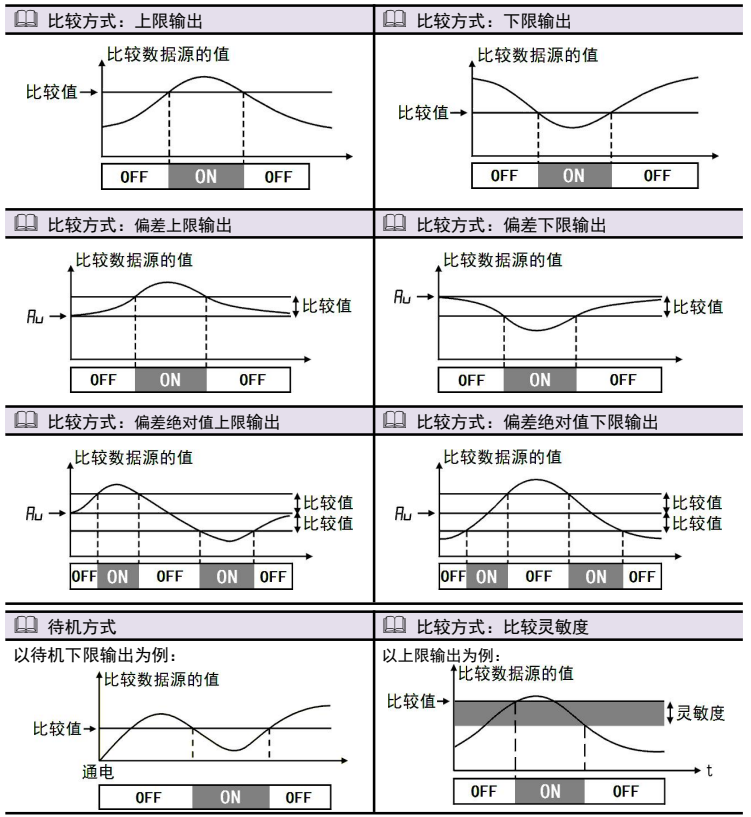 比较方式：上限输出
比较数据源的值
比较值
OFF ON OFF
比较方式：下限输出
比较数据源的值
比较值
OFF ON OFF
比较方式：偏差上限输出
比较数据源的值
比较值
Au
OFF ON OFF
比较方式：偏差下限输出
比较数据源的值
Au
比较值
OFF ON OFF
比较方式：偏差绝对值上限输出
比较数据源的值
比较值
Au
比较值
OFF ON OFF ON OFF
比较方式：偏差绝对值下限输出
比较数据源的值
比较值
Au
比较值
OFF ON OFF ON OFF
待机方式
以待机下限输出为例：
比较数据源的值
比较值
通电
OFF ON OFF
比较方式：比较灵敏度
以上限输出为例：
比较数据源的值
比较值
灵敏度
t
OFF ON OFF